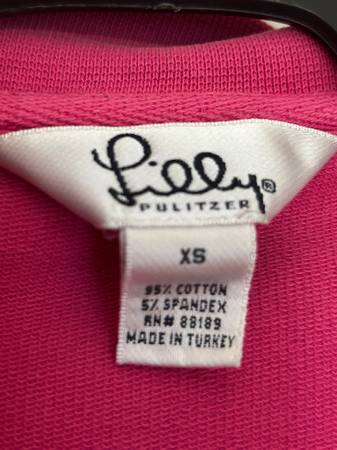 Lilly®
PULITZER
XS
95% COTTON
5% SPANDEX
RN# 88189
MADE IN TURKEY